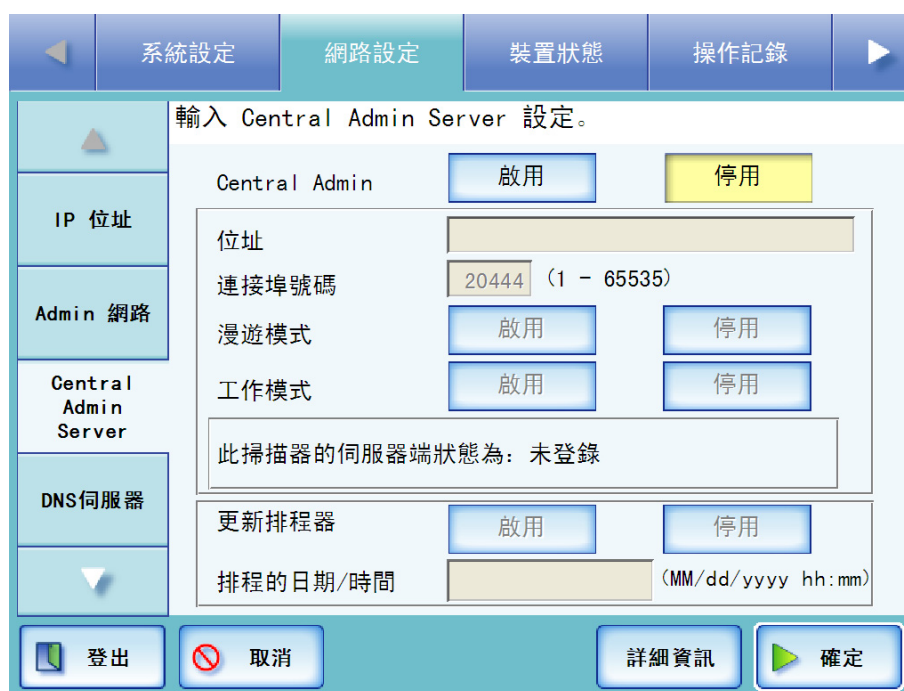 系統設定
網路設定
裝置狀態
操作記錄
IP 位址
Admin 網路
Central
Admin
Server
DNS伺服器
輸入 Central Admin Server 設定。
Central Admin 啟用 停用
位址
連接埠號碼 20444 (1 - 65535)
漫遊模式 啟用 停用
工作模式 啟用 停用
此掃描器的伺服器端狀態為: 未登錄
更新排程器 啟用 停用
排程的日期/時間 (MM/dd/yyyy hh:mm)
登出 取消 詳細資訊 確定